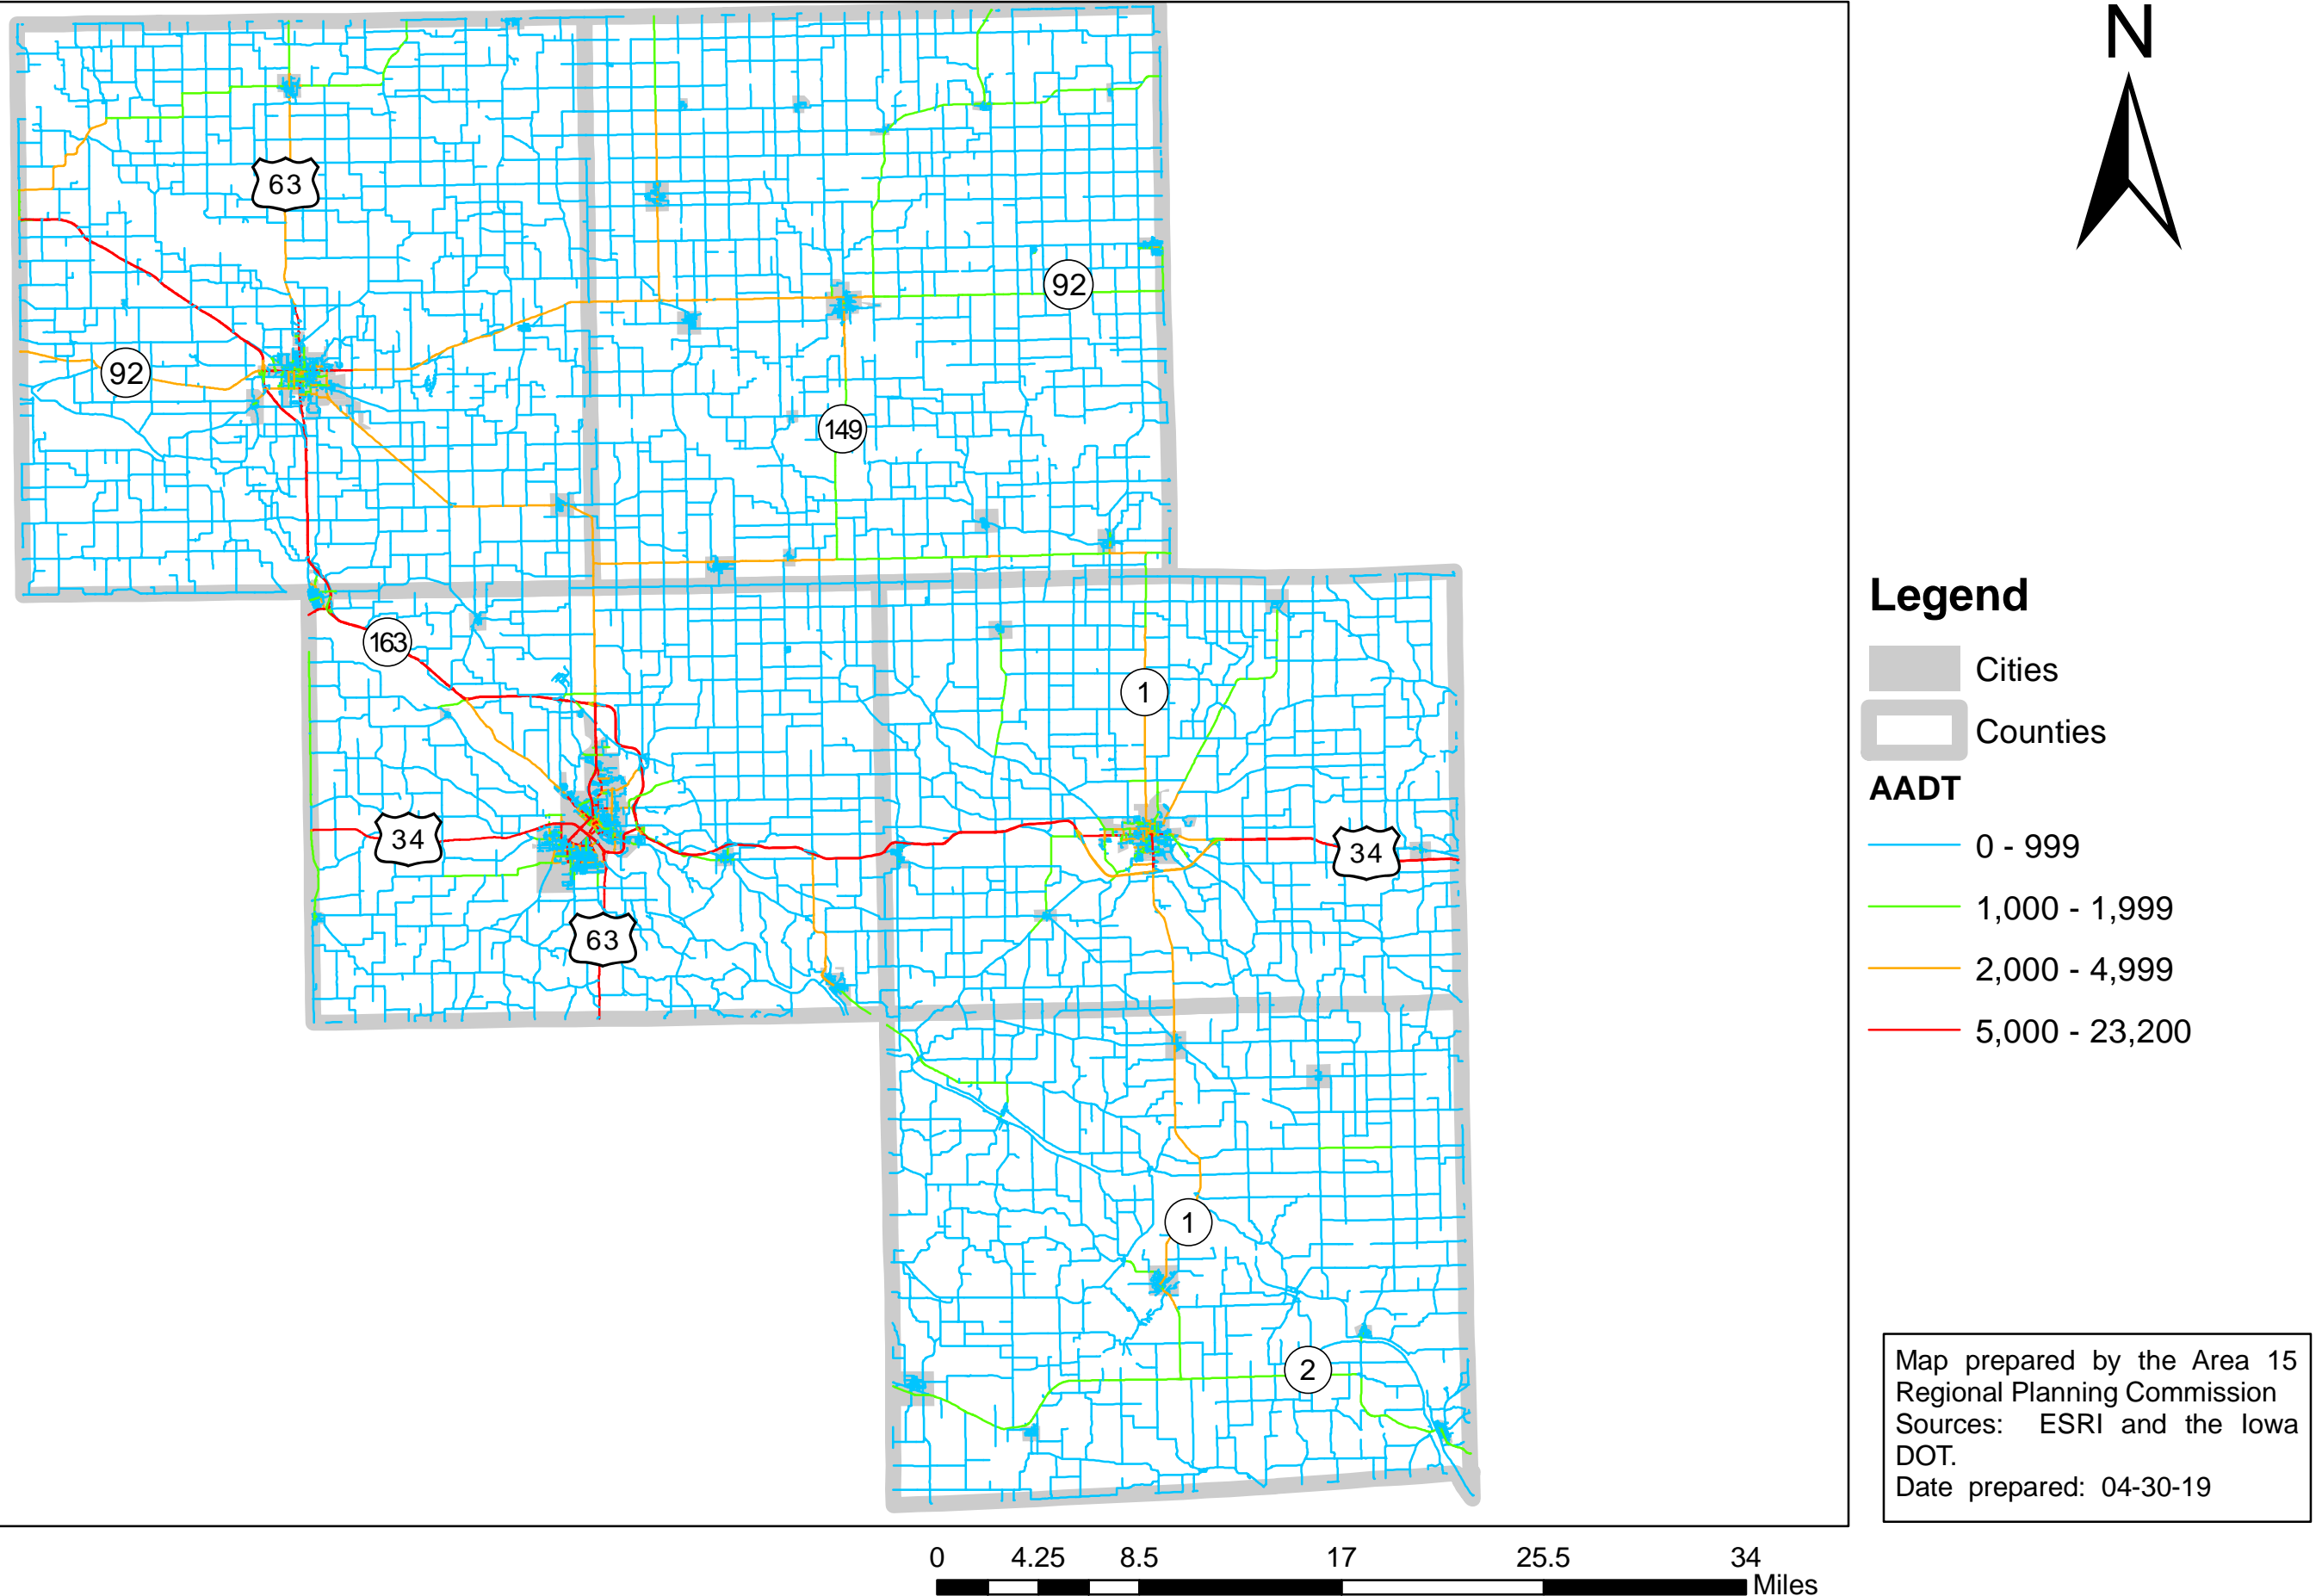 N
63
92
92
149
163
1
34
34
63
1
2
Legend
Cities
Counties
AADT
0 - 999
1,000 - 1,999
2,000 - 4,999
5,000 - 23,200
Map prepared by the Area 15
Regional Planning Commission
Sources: ESRI and the Iowa
DOT.
Date prepared: 04-30-19
0 4.25 8.5 17 25.5 34
Miles